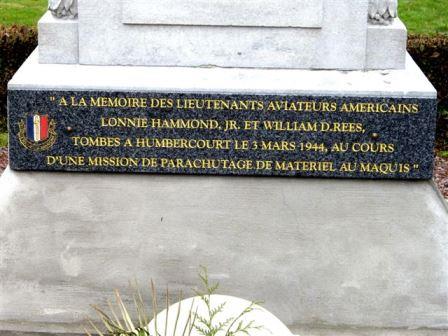 " A LA MEMOIRE DES LIEUTENANTS AVIATEURS AMERICAINS
LONNIE HAMMOND, JR. ET WILLIAM D.REES,
TOMBES A HUMBERCOURT LE 3 MARS 1944, AU COURS
D'UNE MISSION DE PARACHUTAGE DE MATERIEL AU MAQUIS "